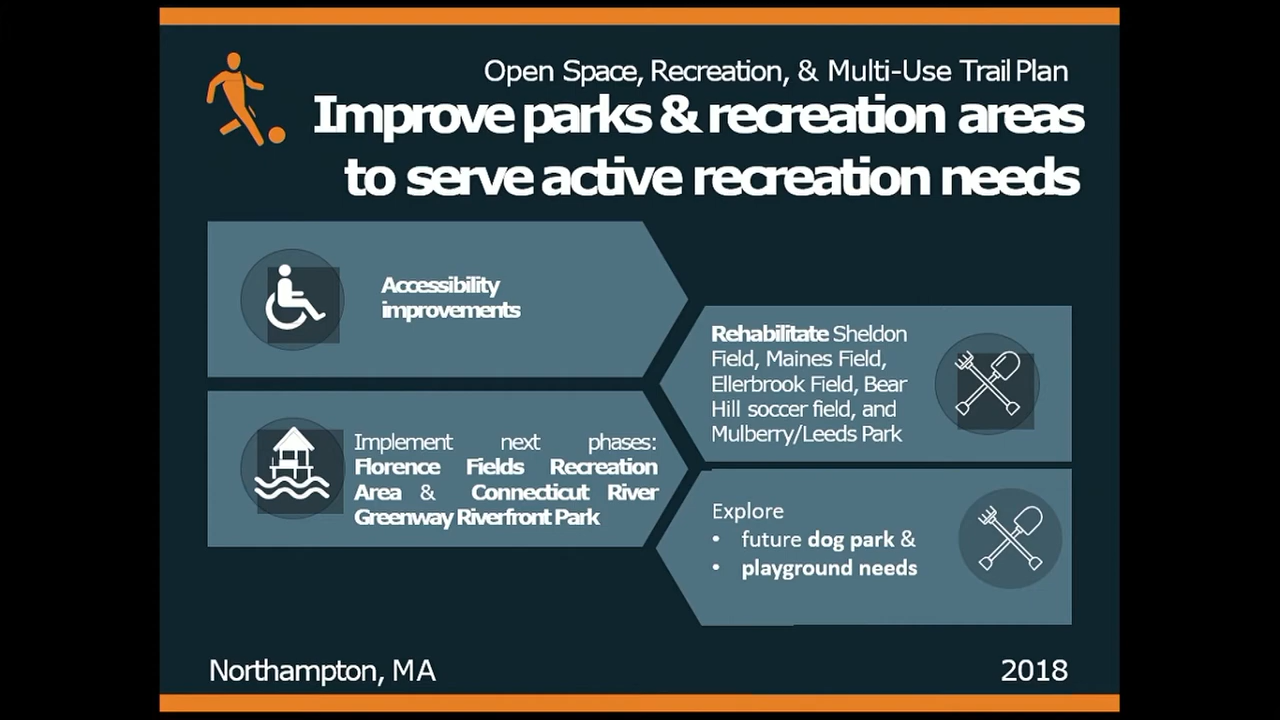 Open Space, Recreation, & Multi-Use Trail Plan
Improve parks & recreation areas
to serve active recreation needs
Accessibility
improvements
Rehabilitate Sheldon
Field, Maines Field,
Ellerbrook Field, Bear
Hill soccer field, and
Mulberry/Leeds Park
Implement next phases:
Florence Fields Recreation
Area & Connecticut River
Greenway Riverfront Park
Explore
• future dog park &
• playground needs
Northampton, MA
2018